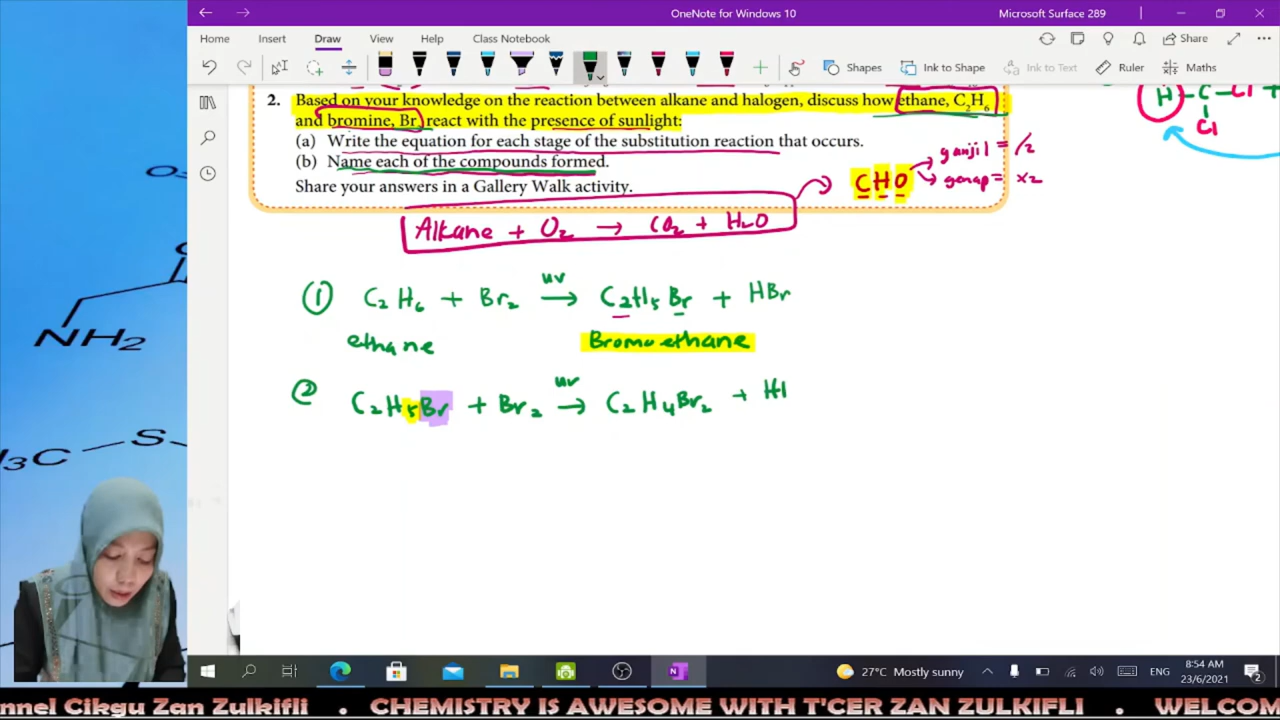 OneNote for Windows 10
Microsoft Surface 289
Home Insert Draw View Help Class Notebook
Share
Shapes Ink to Shape Ink to Text Ruler Maths
2. Based on your knowledge on the reaction between alkane and halogen, discuss how ethane, C2H6
and bromine, Br2 react with the presence of sunlight:
(a) Write the equation for each stage of the substitution reaction that occurs.
(b) Name each of the compounds formed.
Share your answers in a Gallery Walk activity.
CHO
ganjil = /2
genap = x2
Alkane + O2 → CO2 + H2O
H - C - Cl +
Cl
① C2H6 + Br2 uv → C2H5Br + HBr
ethane Bromoethane
② C2H5Br + Br2 uv → C2H4Br2 + H
NH2
3C S
27°C Mostly sunny
ENG
8:54 AM
23/6/2021
2
nnel Cikgu Zan Zulkifli • CHEMISTRY IS AWESOME WITH T'CER ZAN ZULKIFLI • WELCOM